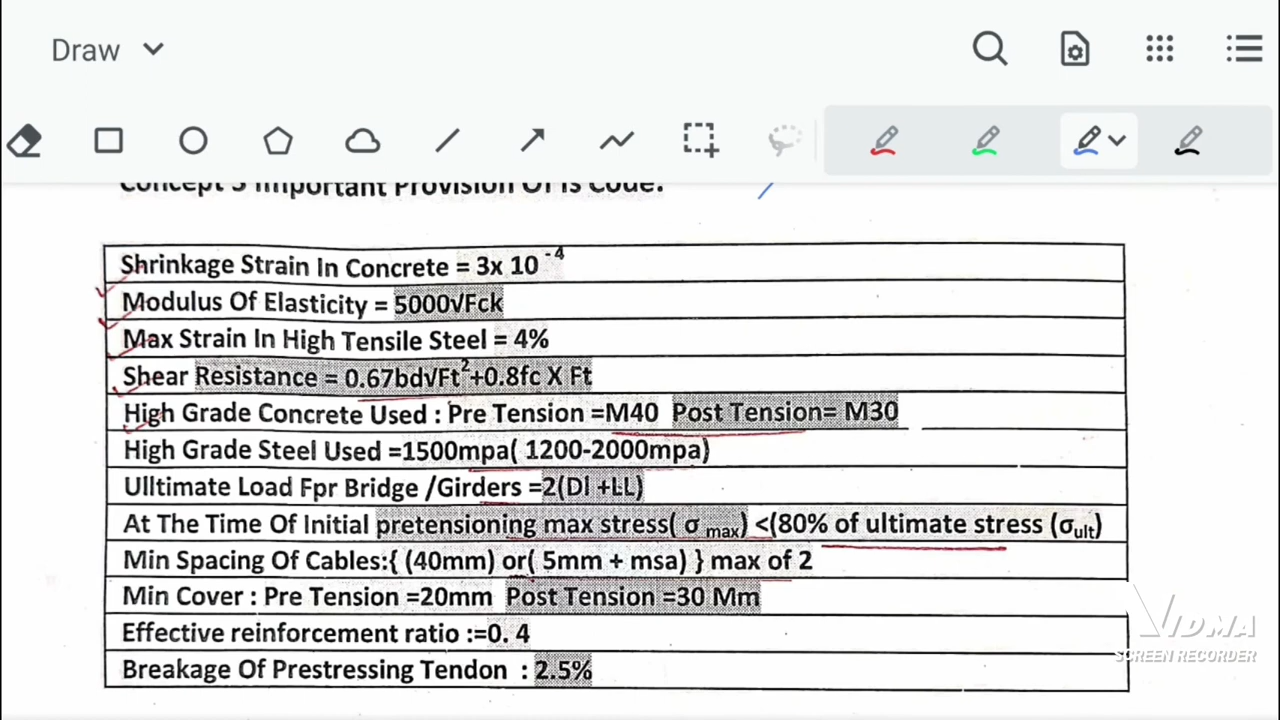 Draw
Concept 5 Important Provision Of Is Code:
Shrinkage Strain In Concrete = 3x 10 -4
Modulus Of Elasticity = 5000√Fck
Max Strain In High Tensile Steel = 4%
Shear Resistance = 0.67bd√Ft²+0.8fc X Ft
High Grade Concrete Used : Pre Tension =M40 Post Tension= M30
High Grade Steel Used =1500mpa( 1200-2000mpa)
Ulltimate Load Fpr Bridge /Girders =2(Dl +LL)
At The Time Of Initial pretensioning max stress( σ max) <(80% of ultimate stress (σult)
Min Spacing Of Cables:{ (40mm) or( 5mm + msa) } max of 2
Min Cover : Pre Tension =20mm Post Tension =30 Mm
Effective reinforcement ratio :=0. 4
Breakage Of Prestressing Tendon : 2.5%
VIDMA
SCREEN RECORDER